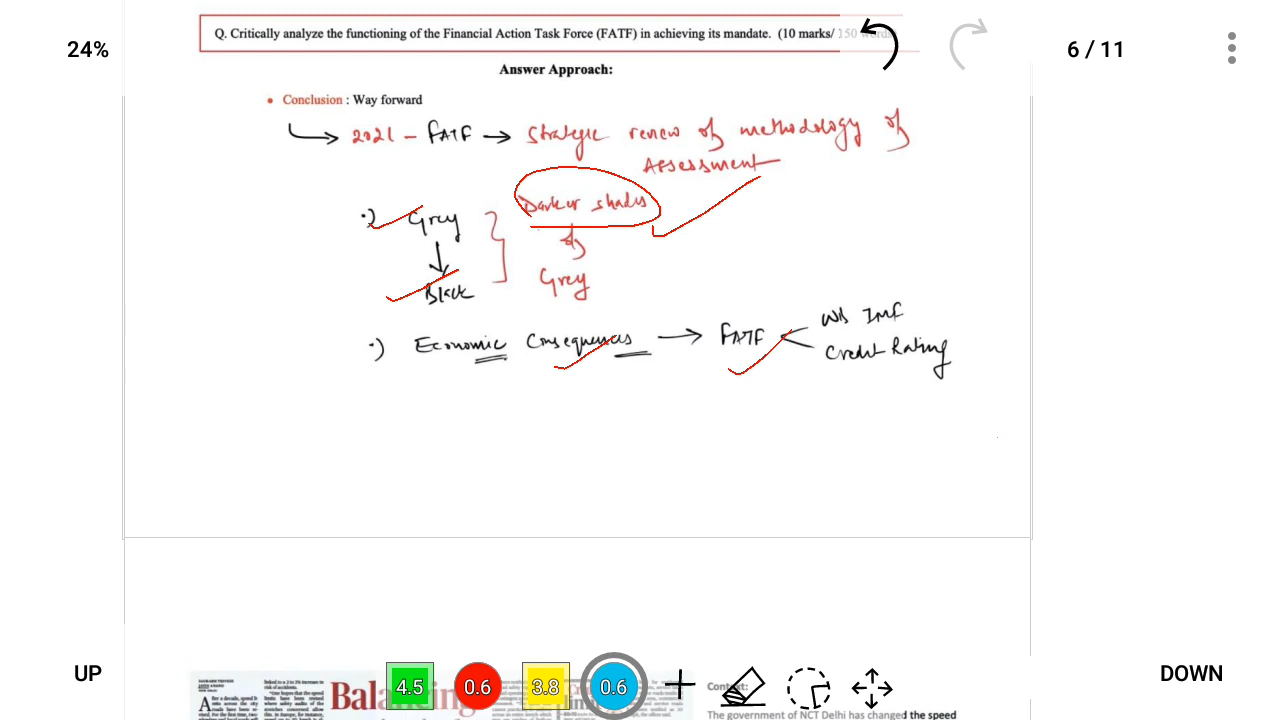 24%
Q. Critically analyze the functioning of the Financial Action Task Force (FATF) in achieving its mandate. (10 marks/ 150 words)
6 / 11
Answer Approach:
• Conclusion : Way forward
2021 - FATF → Strategic review of methodology of
Assessment
•) Grey
↓
Black
Darker shades
of
Grey
•) Economic Consequences → FATF
WB IMF
Credit Rating
UP
4.5
0.6
3.8
0.6
DOWN
Balancing
Context:
The government of NCT Delhi has changed the speed